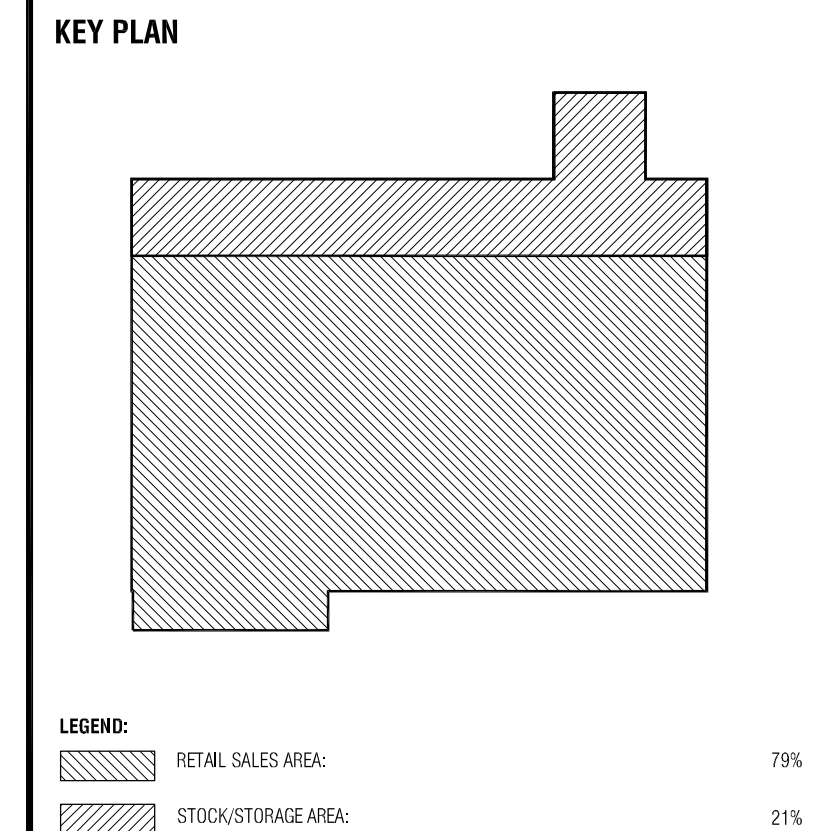 KEY PLAN
LEGEND:
RETAIL SALES AREA: 79%
STOCK/STORAGE AREA: 21%